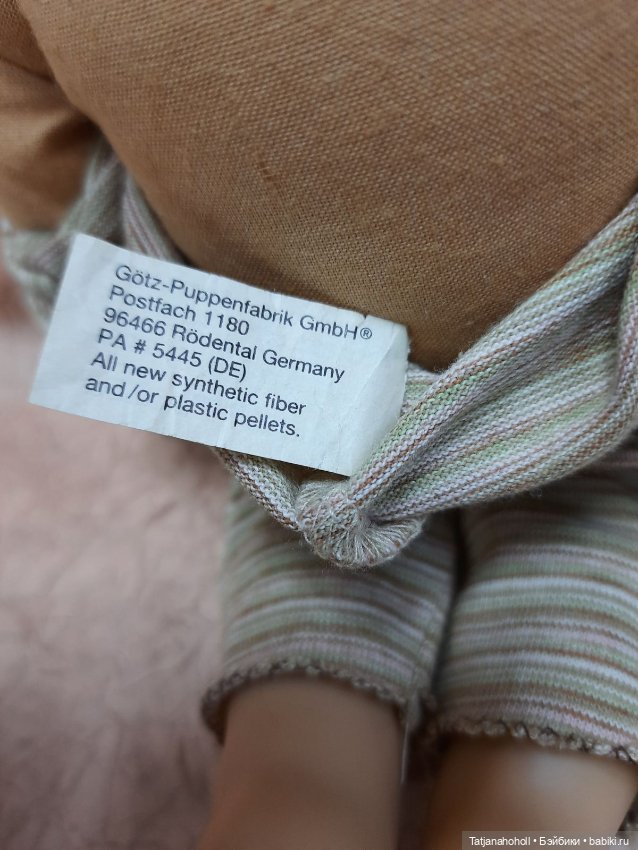 Götz-Puppenfabrik GmbH®
Postfach 1180
96466 Rödental Germany
PA # 5445 (DE)
All new synthetic fiber
and/or plastic pellets.
Tatjanahoholl • Бэйбики • babiki.ru